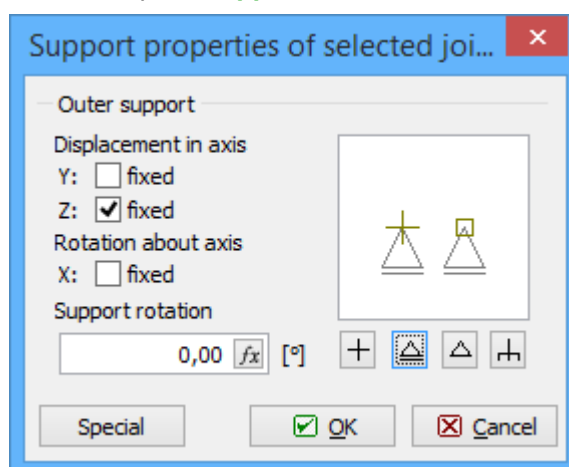 Support properties of selected joi...
Outer support
Displacement in axis
Y: fixed
Z: fixed
Rotation about axis
X: fixed
Support rotation
0,00 fx [°]
Special OK Cancel